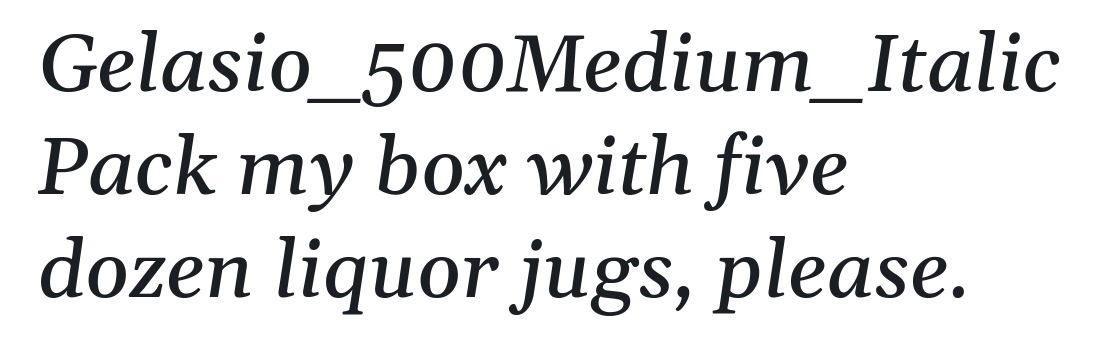 Gelasio_500Medium_Italic
Pack my box with five
dozen liquor jugs, please.